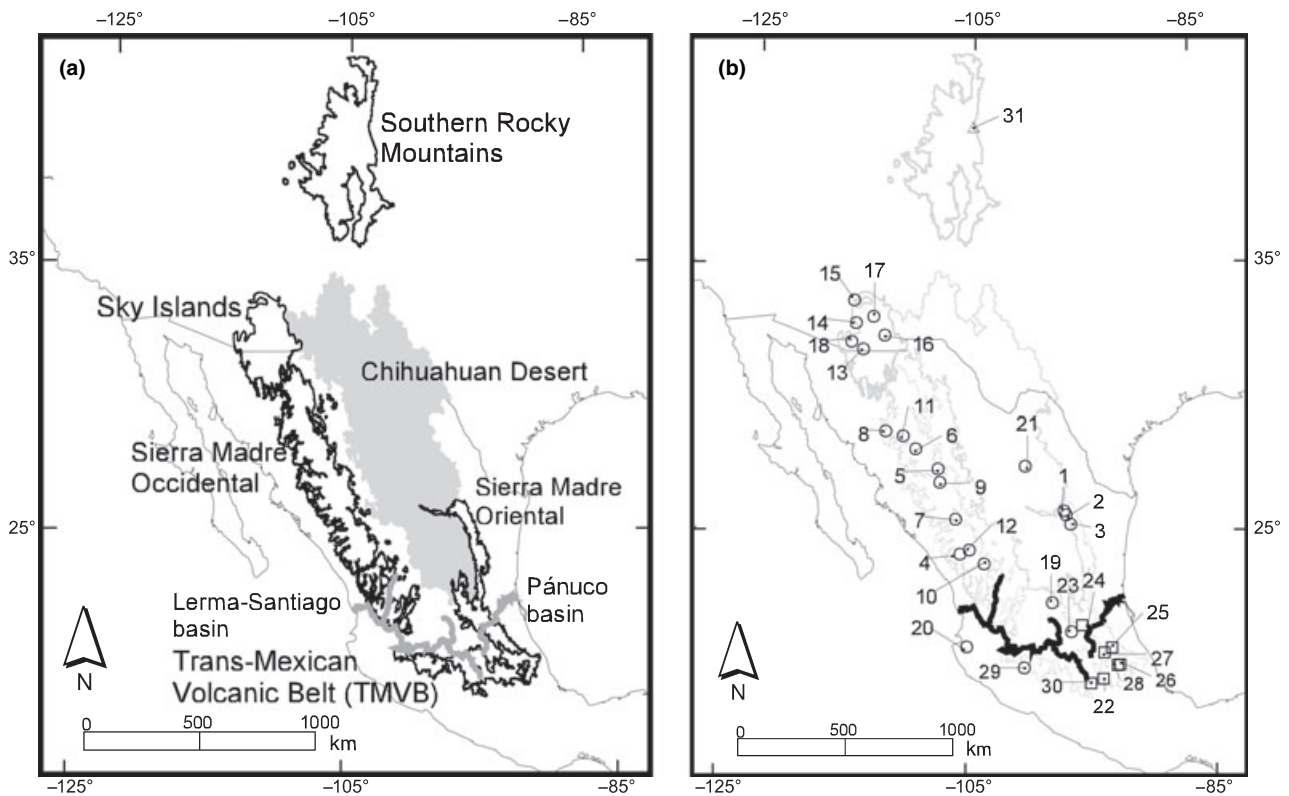 −125°
−105°
−85°
−125°
−105°
−85°
(a)
Southern Rocky
Mountains
35°
Sky Islands
Chihuahuan Desert
Sierra Madre
Occidental
Sierra Madre
Oriental
25°
Lerma-Santiago
basin
Pánuco
basin
Trans-Mexican
Volcanic Belt (TMVB)
N
0
500
1000
km
−125°
−105°
−85°
(b)
31
35°
15
17
14
18
16
13
11
8
6
21
5
9
1
2
7
12
3
25°
4
19
23
24
10
20
25
27
29
30
28
26
22
N
0
500
1000
km
−125°
−105°
−85°